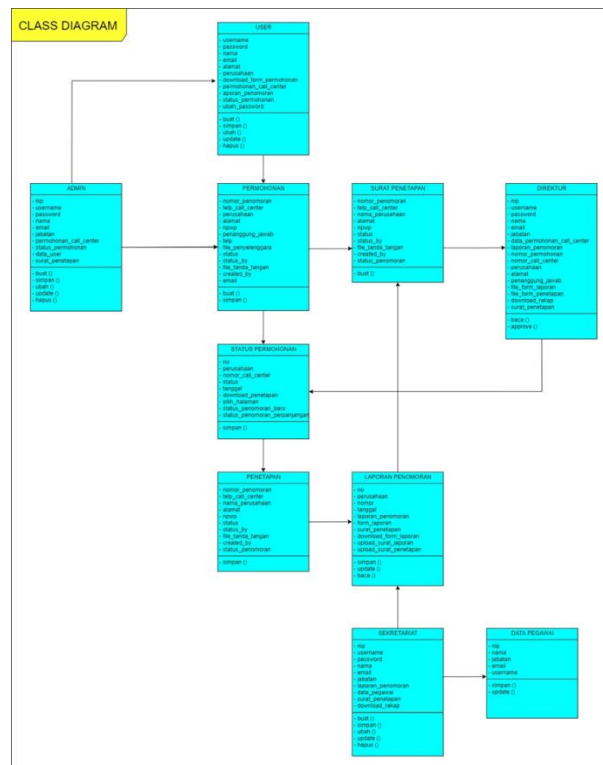 CLASS DIAGRAM
USER
- username
- password
- nama
- email
- alamat
- perusahaan
- download_form_permohonan
- permohonan_call_center
- aporan_penomoran
- status_permohonan
- ubah_password
- buat ()
- simpan ()
- ubah ()
- update ()
- hapus ()
ADMIN
- nip
- username
- password
- nama
- email
- jabatan
- permohonan_call_center
- status_permohonan
- data_user
- surat_penetapan
- buat ()
- simpan ()
- ubah ()
- update ()
- hapus ()
PERMOHONAN
- nomor_penomoran
- telp_call_center
- perusahaan
- alamat
- npwp
- penanggung_jawab
- telp
- file_penyelenggara
- status
- status_by
- file_tanda_tangan
- created_by
- email
- buat ()
- simpan ()
SURAT PENETAPAN
- nomor_penomoran
- telp_call_center
- nama_perusahaan
- alamat
- npwp
- status
- status_by
- file_tanda_tangan
- created_by
- status_penomoran
- buat ()
DIREKTUR
- nip
- username
- password
- nama
- email
- jabatan
- data_permohonan_call_center
- laporan_penomoran
- nomor_permohonan
- nomor_call_center
- perusahaan
- alamat
- penanggung_jawab
- file_form_laporan
- file_form_penetapan
- download_rekap
- surat_penetapan
- baca ()
- approve ()
STATUS PERMOHONAN
- no
- perusahaan
- nomor_call_center
- status
- tanggal
- download_penetapan
- pilih_halaman
- status_penomoran_baru
- status_penomoran_perpanjangan
- simpan ()
PENETAPAN
- nomor_penomoran
- telp_call_center
- nama_perusahaan
- alamat
- npwp
- status
- status_by
- file_tanda_tangan
- created_by
- status_penomoran
- simpan ()
LAPORAN PENOMORAN
- no
- perusahaan
- nomor
- tanggal
- laporan_penomoran
- form_laporan
- surat_penetapan
- download_form_laporan
- upload_surat_laporan
- upload_surat_penetapan
- simpan ()
- update ()
- baca ()
SEKRETARIAT
- nip
- username
- password
- nama
- email
- jabatan
- laporan_penomoran
- data_pegawai
- surat_penetapan
- download_rekap
- buat ()
- simpan ()
- ubah ()
- update ()
- hapus ()
DATA PEGAWAI
- nip
- nama
- jabatan
- email
- username
- simpan ()
- update ()